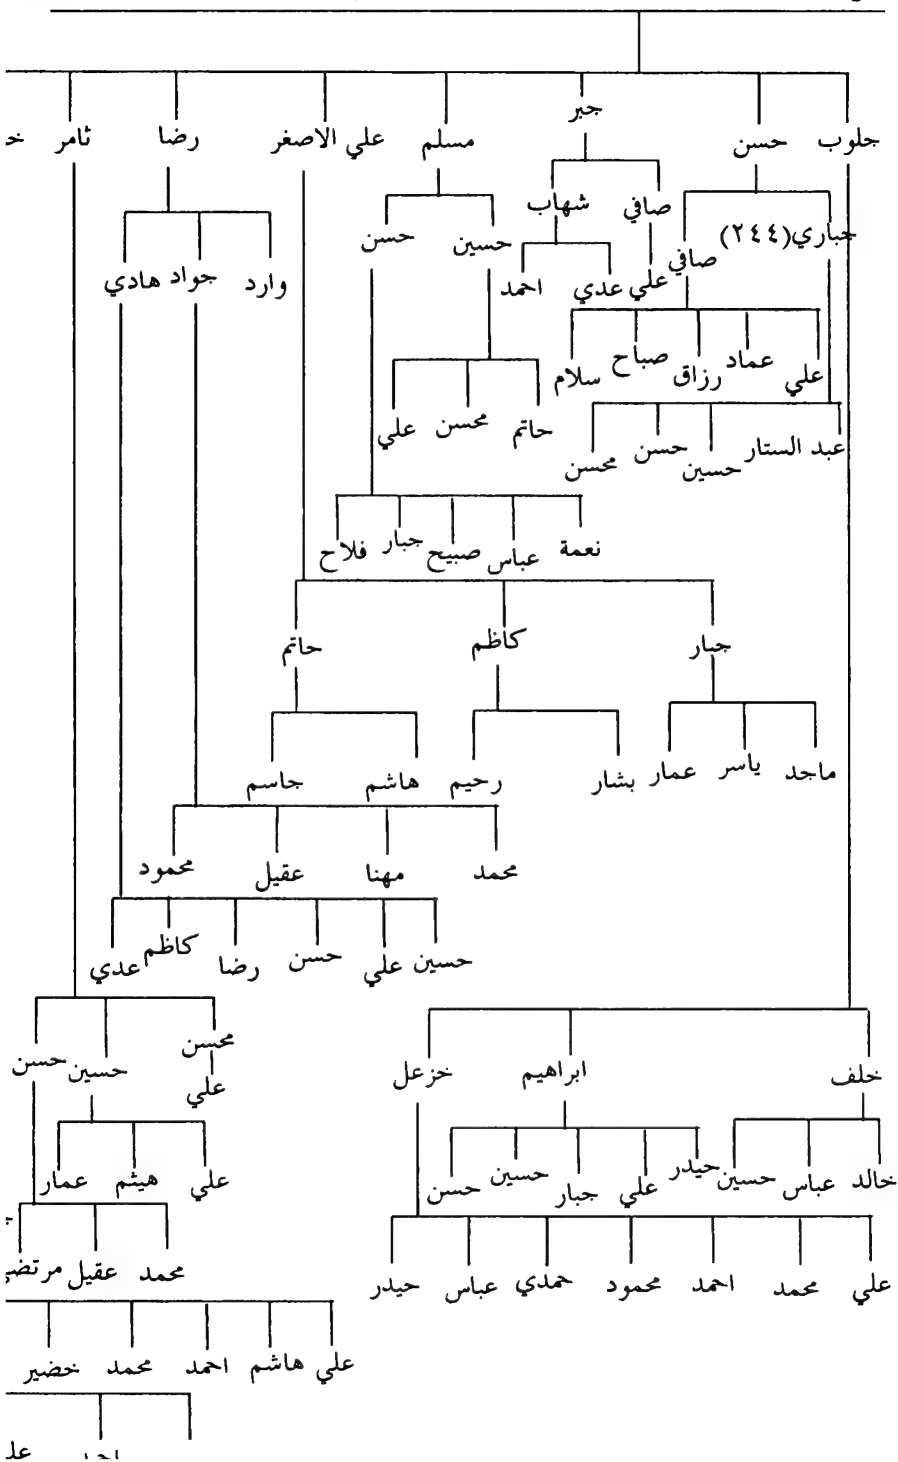 جبر
جلوب حسن مسلم علي الاصغر رضا ثامر
صافي شهاب
جباري(٢٤٤) صافي حسين حسن
علي عدي احمد وارد جواد هادي
علي عماد رزاق صباح سلام
حاتم محسن علي
عبد الستار حسين حسن محسن
نعمة عباس صبيح جبار فلاح
جبار كاظم حاتم
ماجد ياسر عمار بشار رحيم هاشم جاسم
محمد مهنا عقيل محمود
حسين علي حسن رضا كاظم عدي
محسن حسين حسن
خلف ابراهيم خزعل علي
خالد عباس حسين حيدر علي جبار حسين حسن علي هيثم عمار
علي محمد احمد محمود حمدي عباس حيدر محمد عقيل مرتضى
علي هاشم احمد محمد خضير